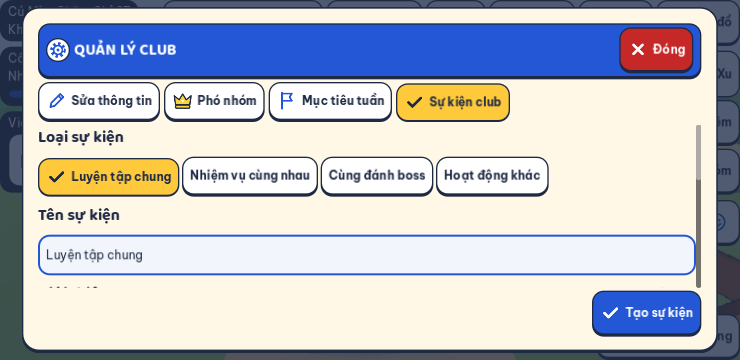 QUẢN LÝ CLUB
Đóng
Sửa thông tin
Phó nhóm
Mục tiêu tuần
Sự kiện club
Loại sự kiện
Luyện tập chung
Nhiệm vụ cùng nhau
Cùng đánh boss
Hoạt động khác
Tên sự kiện
Luyện tập chung
Tạo sự kiện